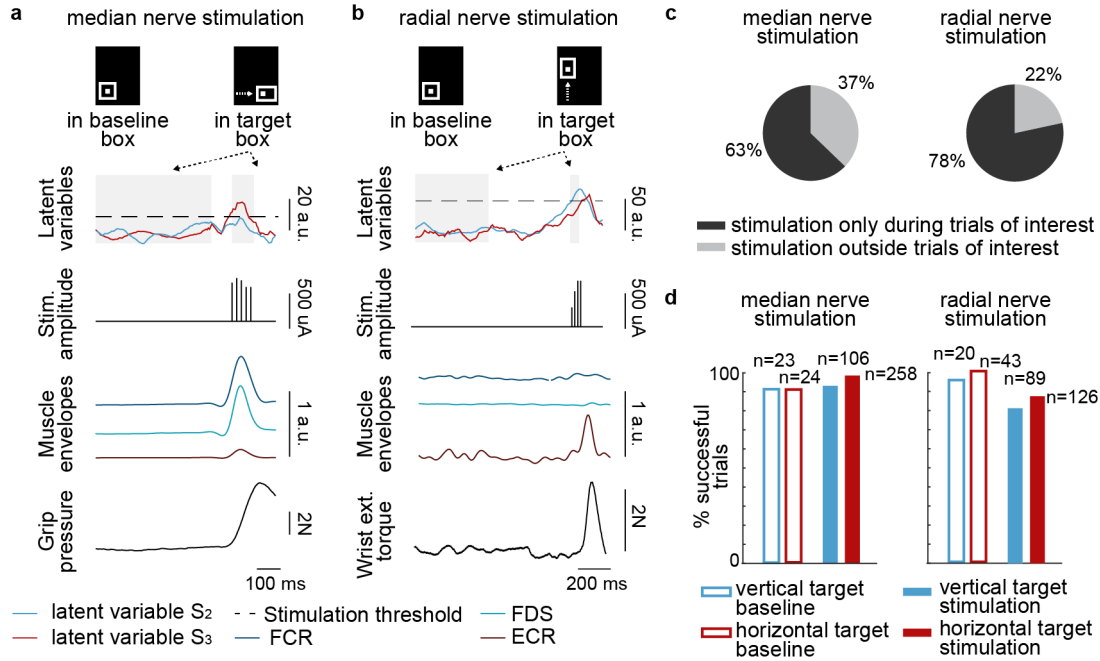 a
median nerve stimulation
in baseline
box
in target
box
Latent
variables
20
a.u.
Stim.
amplitude
500 uA
Muscle
envelopes
1 a.u.
Grip
pressure
2N
100 ms
b
radial nerve stimulation
in baseline
box
in target
box
Latent
variables
50
a.u.
Stim.
amplitude
500 uA
Muscle
envelopes
1 a.u.
Wrist ext.
torque
2N
200 ms
latent variable S2
latent variable S3
Stimulation threshold
FCR
FDS
ECR
c
median nerve
stimulation
37%
63%
radial nerve
stimulation
22%
78%
stimulation only during trials of interest
stimulation outside trials of interest
d
median nerve
stimulation
radial nerve
stimulation
% successful
trials
100
0
n=23
n=24
n=106
n=258
n=20
n=43
n=89
n=126
vertical target
baseline
horizontal target
baseline
vertical target
stimulation
horizontal target
stimulation